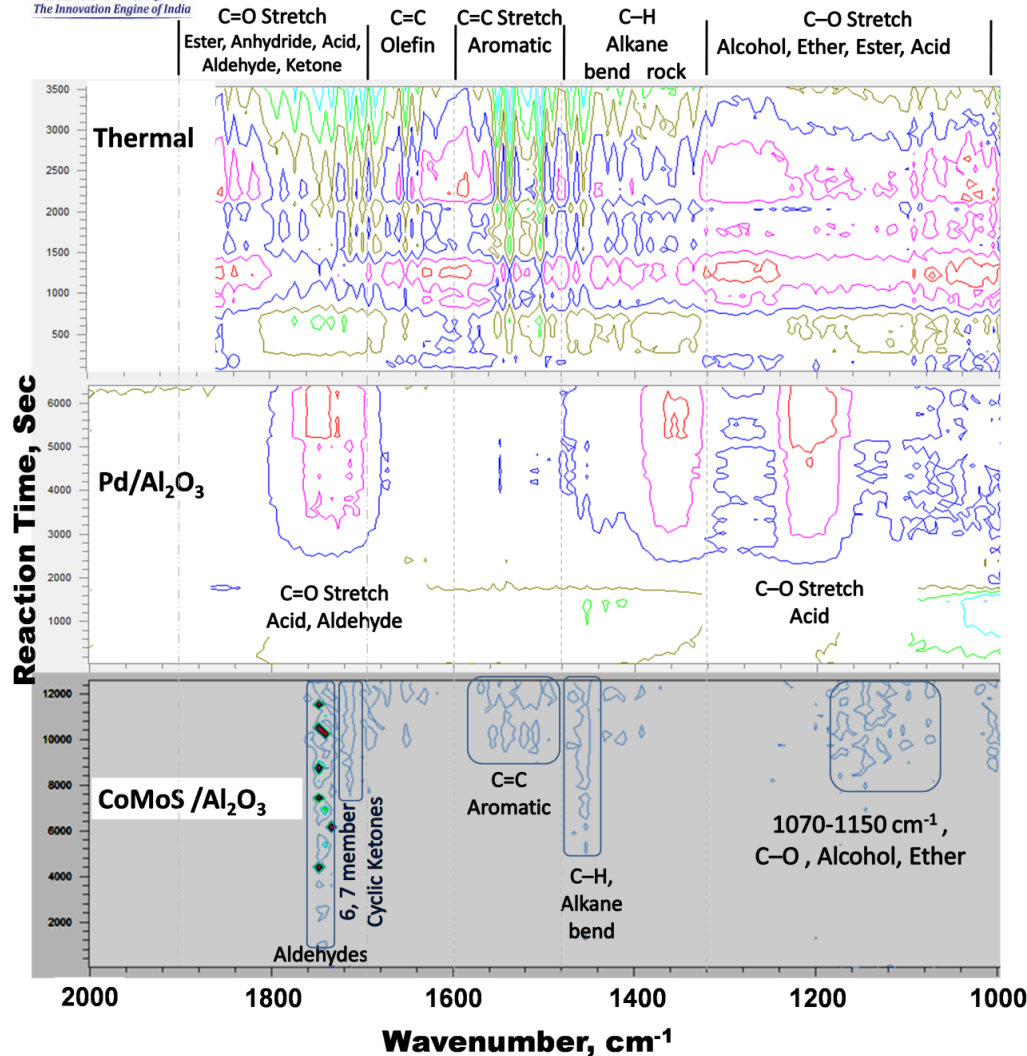 The Innovation Engine of India
C=O Stretch
Ester, Anhydride, Acid,
Aldehyde, Ketone
C=C
Olefin
C=C Stretch
Aromatic
C–H
Alkane
bend rock
C–O Stretch
Alcohol, Ether, Ester, Acid
3500
3000
2500
2000
1500
1000
500
Thermal
6000
5000
4000
3000
2000
1000
Pd/Al₂O₃
C=O Stretch
Acid, Aldehyde
C–O Stretch
Acid
12000
10000
8000
6000
4000
2000
CoMoS /Al₂O₃
Aldehydes
6, 7 member
Cyclic Ketones
C=C
Aromatic
C–H,
Alkane
bend
1070-1150 cm⁻¹ ,
C–O , Alcohol, Ether
Reaction Time, Sec
2000 1800 1600 1400 1200 1000
Wavenumber, cm⁻¹